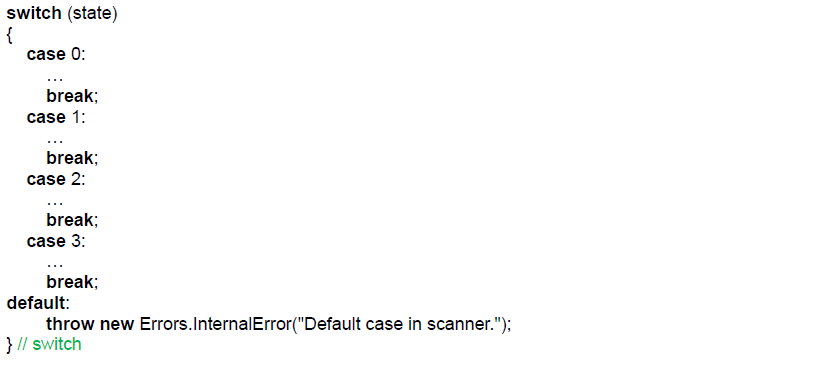 switch (state)
{
case 0:
…
break;
case 1:
…
break;
case 2:
…
break;
case 3:
…
break;
default:
throw new Errors.InternalError("Default case in scanner.");
} // switch